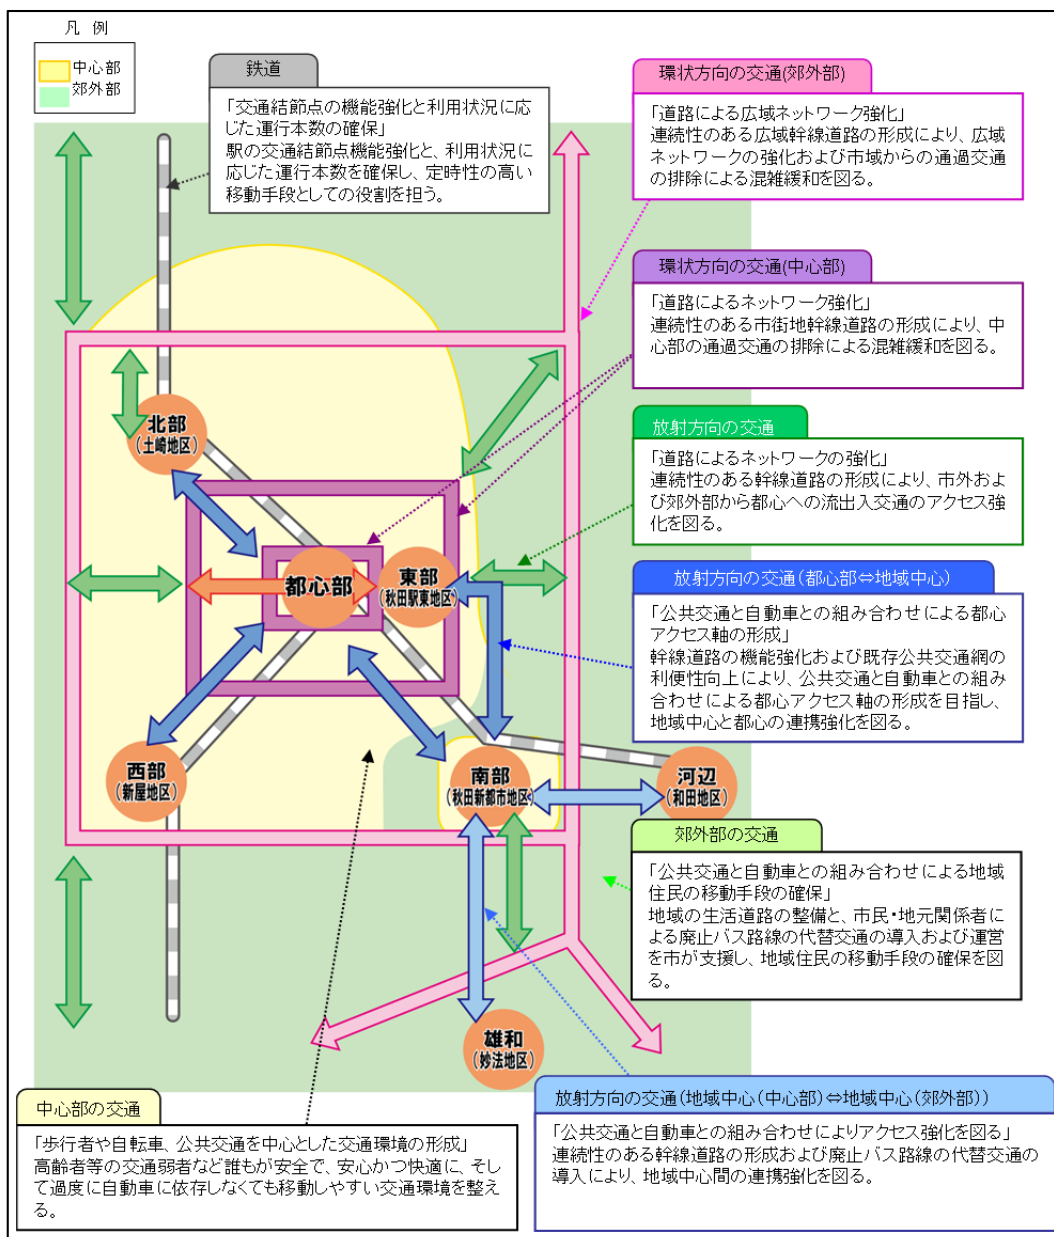 凡 例
中心部
郊外部
鉄道
「交通結節点の機能強化と利用状況に応
じた運行本数の確保」
駅の交通結節点機能強化と、利用状況に
応じた運行本数を確保し、定時性の高い
移動手段としての役割を担う。
環状方向の交通(郊外部)
「道路による広域ネットワーク強化」
連続性のある広域幹線道路の形成により、広域
ネットワークの強化および市域からの通過交通
の排除による混雑緩和を図る。
環状方向の交通(中心部)
「道路によるネットワーク強化」
連続性のある市街地幹線道路の形成により、中
心部の通過交通の排除による混雑緩和を図る。
放射方向の交通
「道路によるネットワークの強化」
連続性のある幹線道路の形成により、市外お
よび郊外部から都心への流出入交通のアクセス強
化を図る。
放射方向の交通(都心部⇔地域中心)
「公共交通と自動車との組み合わせによる都心
アクセス軸の形成」
幹線道路の機能強化および既存公共交通網の
利便性向上により、公共交通と自動車との組み
合わせによる都心アクセス軸の形成を目指し、
地域中心と都心の連携強化を図る。
北部
(土崎地区)
都心部
東部
(秋田駅東地区)
西部
(新屋地区)
南部
(秋田新都市地区)
河辺
(和田地区)
雄和
(妙法地区)
郊外部の交通
「公共交通と自動車との組み合わせによる地域
住民の移動手段の確保」
地域の生活道路の整備と、市民・地元関係者
による廃止バス路線の代替交通の導入および運営
を市が支援し、地域住民の移動手段の確保を図
る。
中心部の交通
「歩行者や自転車、公共交通を中心とした交通環境の形成」
高齢者等の交通弱者など誰もが安全で、安心かつ快適に、そ
して過度に自動車に依存しなくても移動しやすい交通環境を整え
る。
放射方向の交通(地域中心(中心部)⇔地域中心(郊外部))
「公共交通と自動車との組み合わせによりアクセス強化を図る」
連続性のある幹線道路の形成および廃止バス路線の代替交通の
導入により、地域中心間の連携強化を図る。